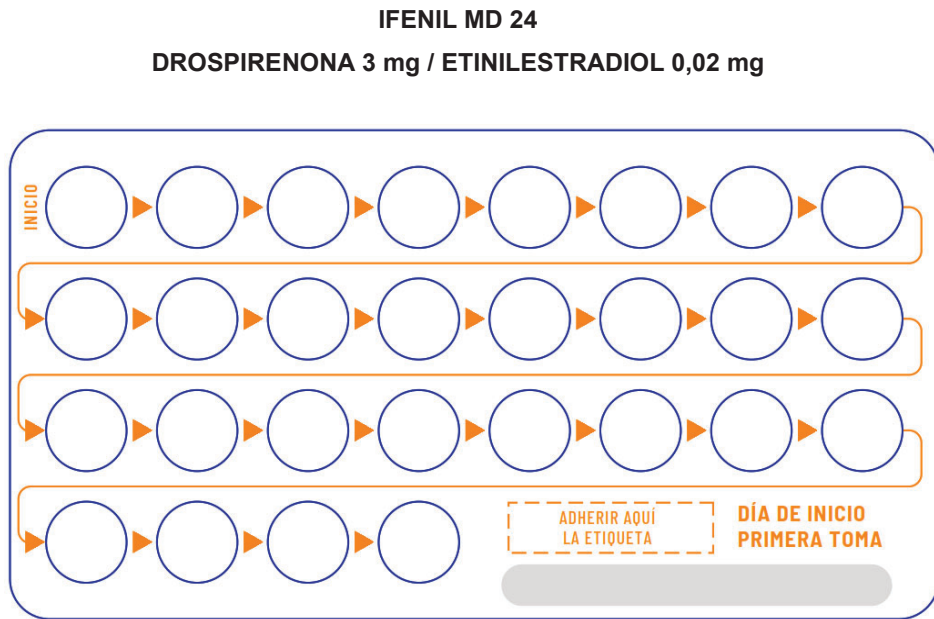 IFENIL MD 24
DROSPIRENONA 3 mg / ETINILESTRADIOL 0,02 mg
INICIO
ADHERIR AQUÍ
LA ETIQUETA
DÍA DE INICIO
PRIMERA TOMA